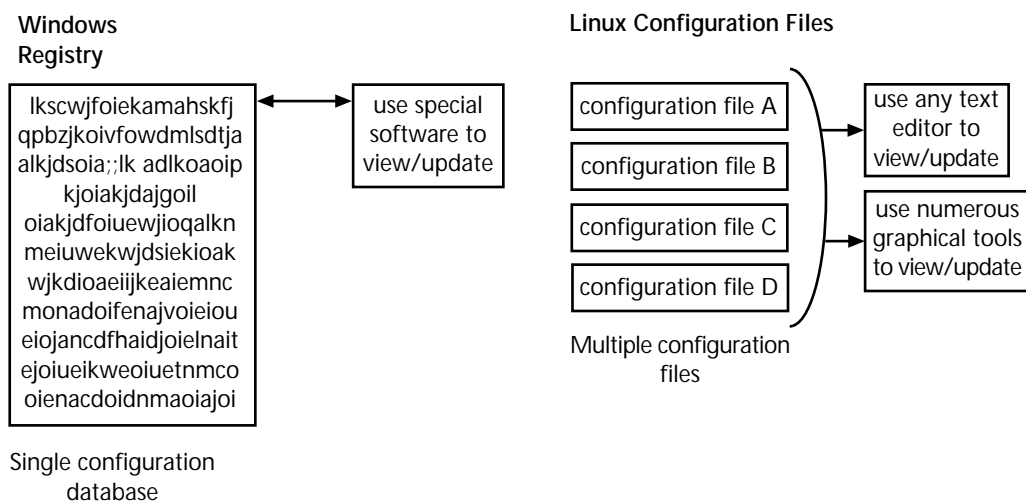 Windows
Registry
lkscwjfoiekamahskfj
qpbzjkoivfowdmlsdtja
alkjdsoia;;lk adlkoaoip
kjoiakjdajgoil
oiakjdfoiuewjioqalkn
meiuwekwjdsiekioak
wjkdioaeiijkeaiemnc
monadoifenajvoieiou
eiojancdfhaidjoielnait
ejoiueikweoiuetnmco
oienacdoidnmaoiajoi
Single configuration
database
use special
software to
view/update
Linux Configuration Files
configuration file A
configuration file B
configuration file C
configuration file D
Multiple configuration
files
use any text
editor to
view/update
use numerous
graphical tools
to view/update